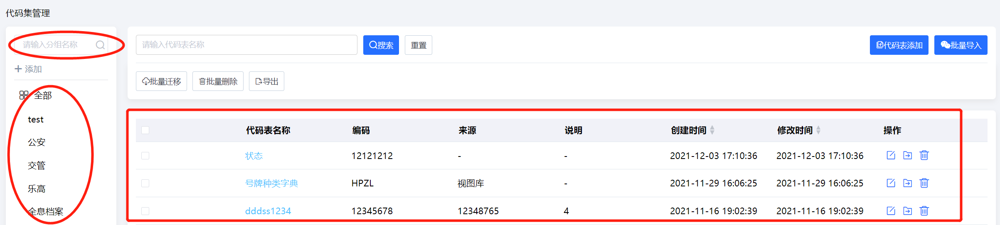 代码集管理
请输入分组名称
添加
全部
test
公安
交管
乐高
全息档案
请输入代码表名称 搜索 重置 代码表添加 批量导入
批量迁移 批量删除 导出
代码表名称 编码 来源 说明 创建时间 修改时间 操作
状态 12121212 - - 2021-12-03 17:10:36 2021-12-03 17:10:36
号牌种类字典 HPZL 视图库 - 2021-11-29 16:06:25 2021-11-29 16:06:25
dddss1234 12345678 12348765 4 2021-11-16 19:02:39 2021-11-16 19:02:39